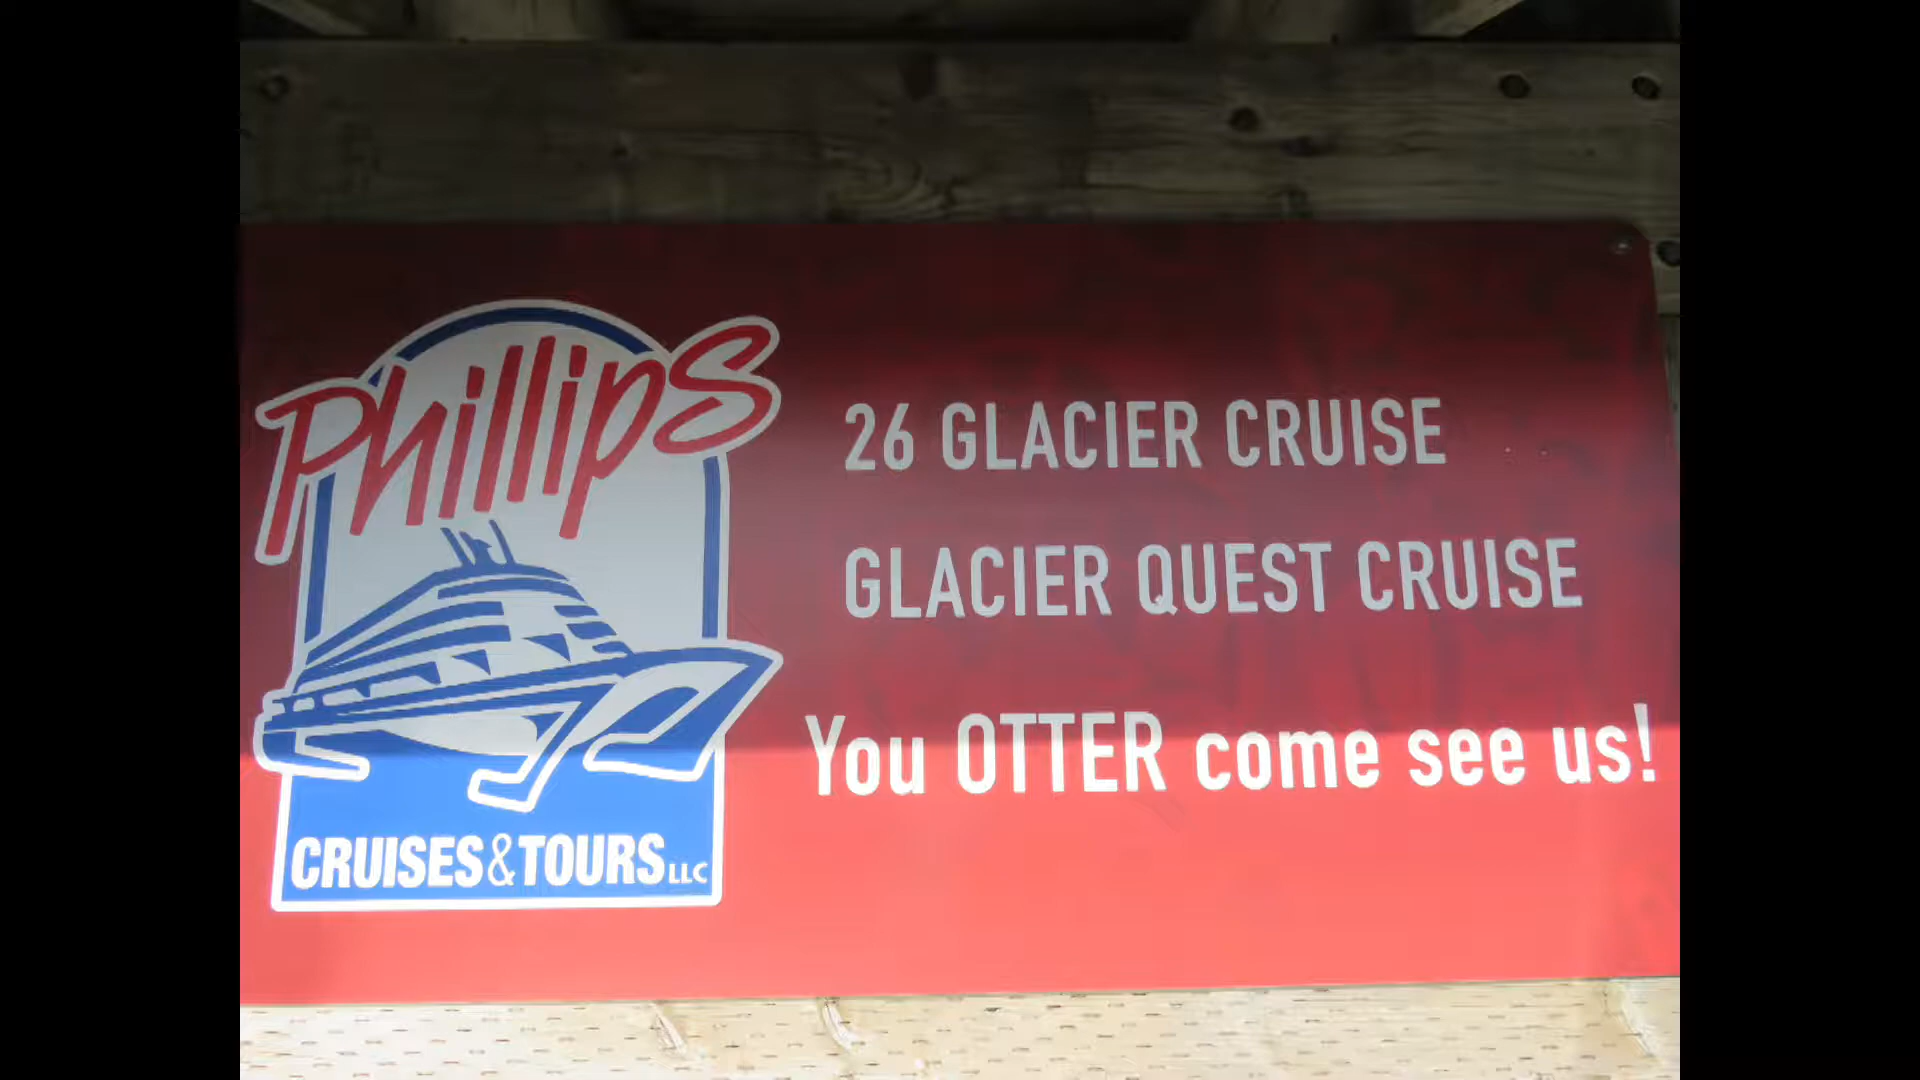 Phillips
CRUISES & TOURS LLC
26 GLACIER CRUISE
GLACIER QUEST CRUISE
You OTTER come see us!